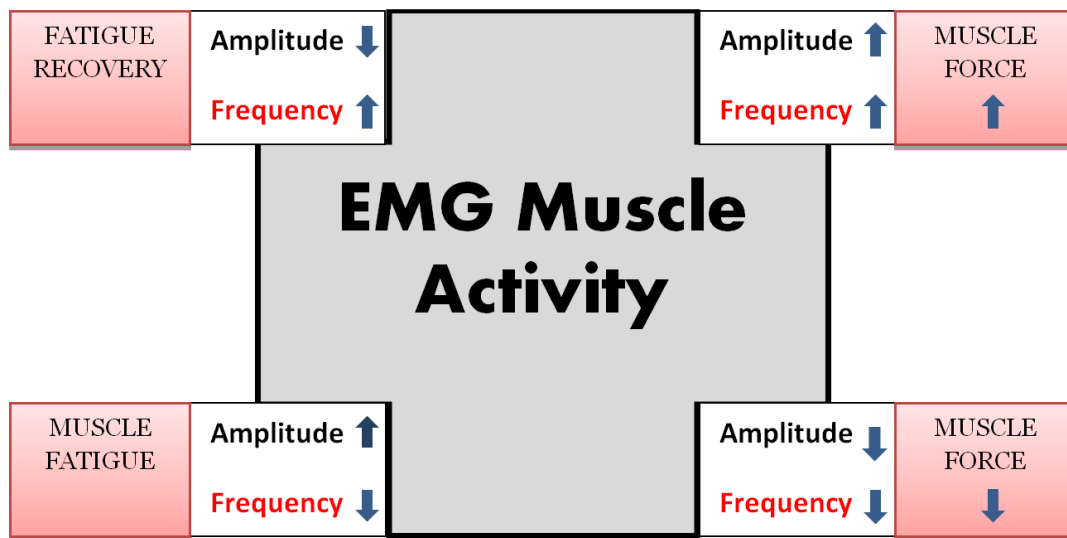 FATIGUE
RECOVERY
Amplitude
Frequency
Amplitude
Frequency
MUSCLE
FORCE
EMG Muscle
Activity
MUSCLE
FATIGUE
Amplitude
Frequency
Amplitude
Frequency
MUSCLE
FORCE